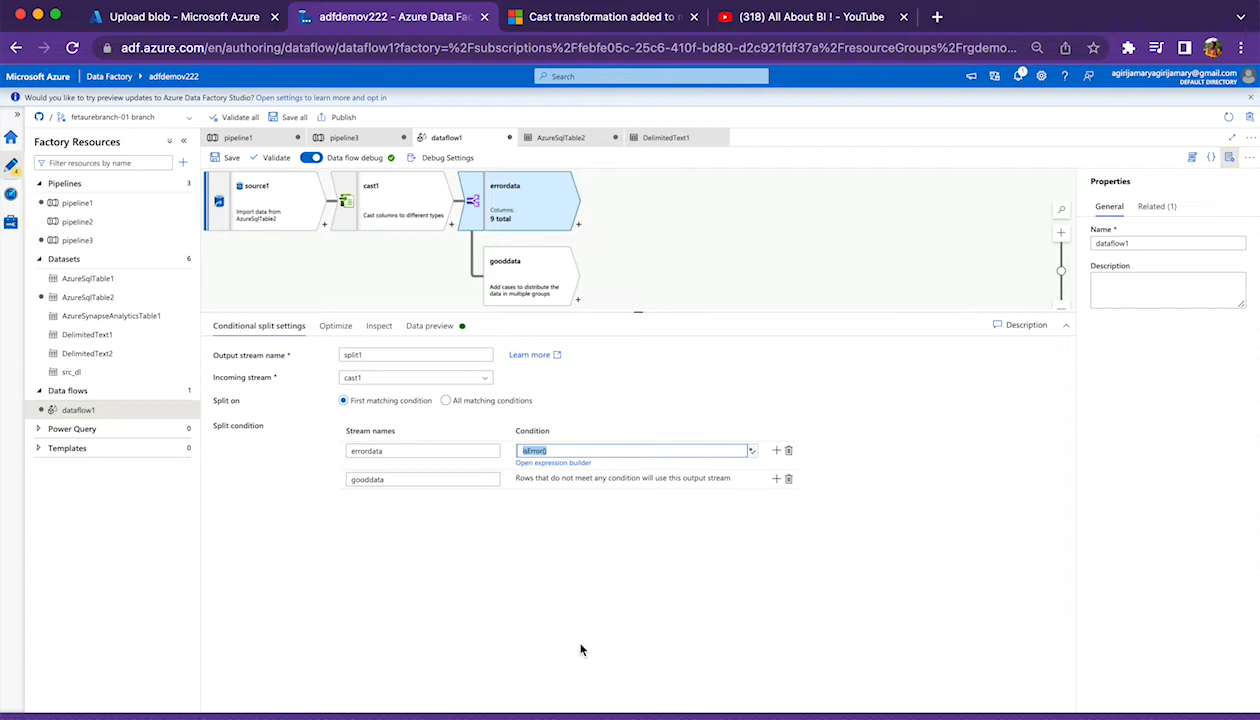 Upload blob - Microsoft Azure
adfdemov222 - Azure Data Fac
Cast transformation added to m
(318) All About BI ! - YouTube
adf.azure.com/en/authoring/dataflow/dataflow1?factory=%2Fsubscriptions%2Ffebfe05c-25c6-410f-bd80-d2c921fdf37a%2FresourceGroups%2Frgdemo...
Microsoft Azure
Data Factory
adfdemov222
Search
1
agirijamaryagirijamary@gmail.com
DEFAULT DIRECTORY
Would you like to try preview updates to Azure Data Factory Studio? Open settings to learn more and opt in
fetaurebranch-01 branch
Validate all
Save all
Publish
Factory Resources
Filter resources by name
4
Pipelines 3
pipeline1
pipeline2
pipeline3
Datasets 6
AzureSqlTable1
AzureSqlTable2
AzureSynapseAnalyticsTable1
DelimitedText1
DelimitedText2
src_dl
Data flows 1
dataflow1
Power Query 0
Templates 0
pipeline1
pipeline3
dataflow1
AzureSqlTable2
DelimitedText1
Save
Validate
Data flow debug
Debug Settings
source1
Import data from
AzureSqlTable2
cast1
Cast columns to different types
errordata
Columns:
9 total
gooddata
Add cases to distribute the
data in multiple groups
Conditional split settings
Optimize
Inspect
Data preview
Description
Output stream name *
split1
Learn more
Incoming stream *
cast1
Split on
First matching condition
All matching conditions
Split condition
Stream names
Condition
errordata
isError()
Open expression builder
gooddata
Rows that do not meet any condition will use this output stream
Properties
General
Related (1)
Name *
dataflow1
Description